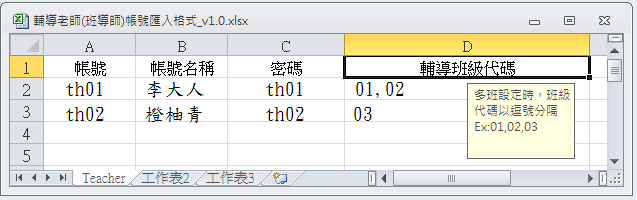 輔導老師(班導師)帳號匯入格式_v1.0.xlsx
A B C D
1 帳號 帳號名稱 密碼 輔導班級代碼
2 th01 李大人 th01 01,02
3 th02 橙柚青 th02 03
4
5
多班設定時，班級
代碼以逗號分隔
Ex:01,02,03
Teacher 工作表2 工作表3